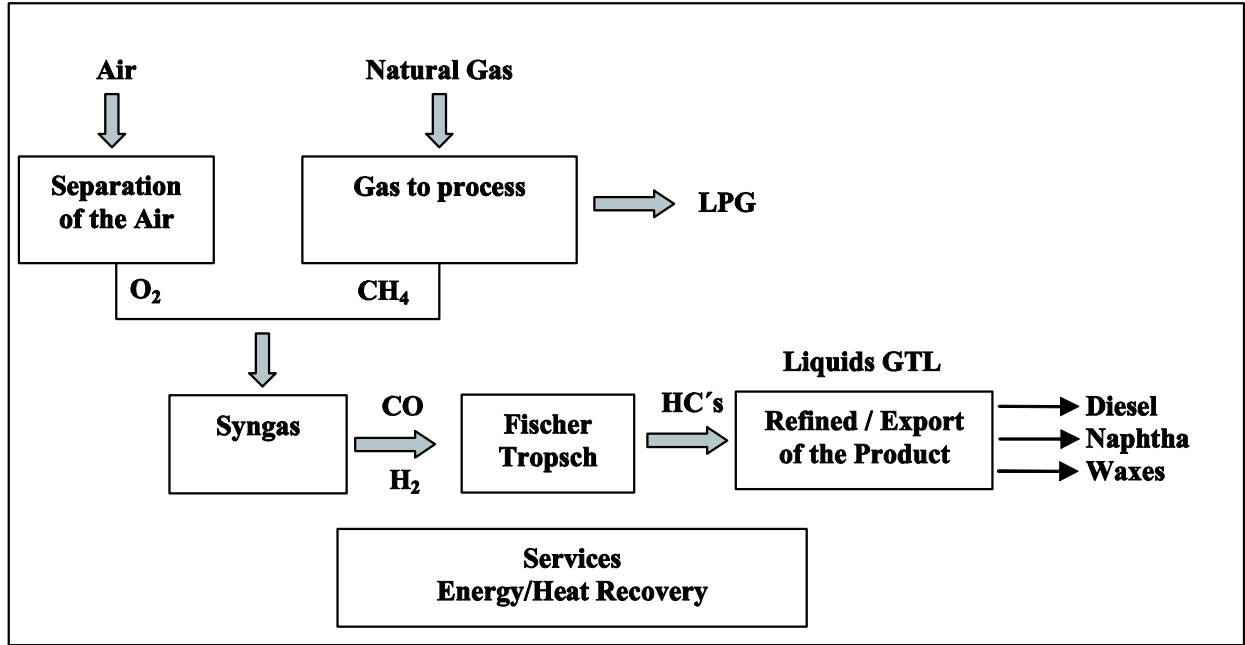 Air
Natural Gas
Separation
of the Air
Gas to process
LPG
O₂
CH₄
Liquids GTL
Syngas
CO
H₂
Fischer
Tropsch
HC´s
Refined / Export
of the Product
Diesel
Naphtha
Waxes
Services
Energy/Heat Recovery